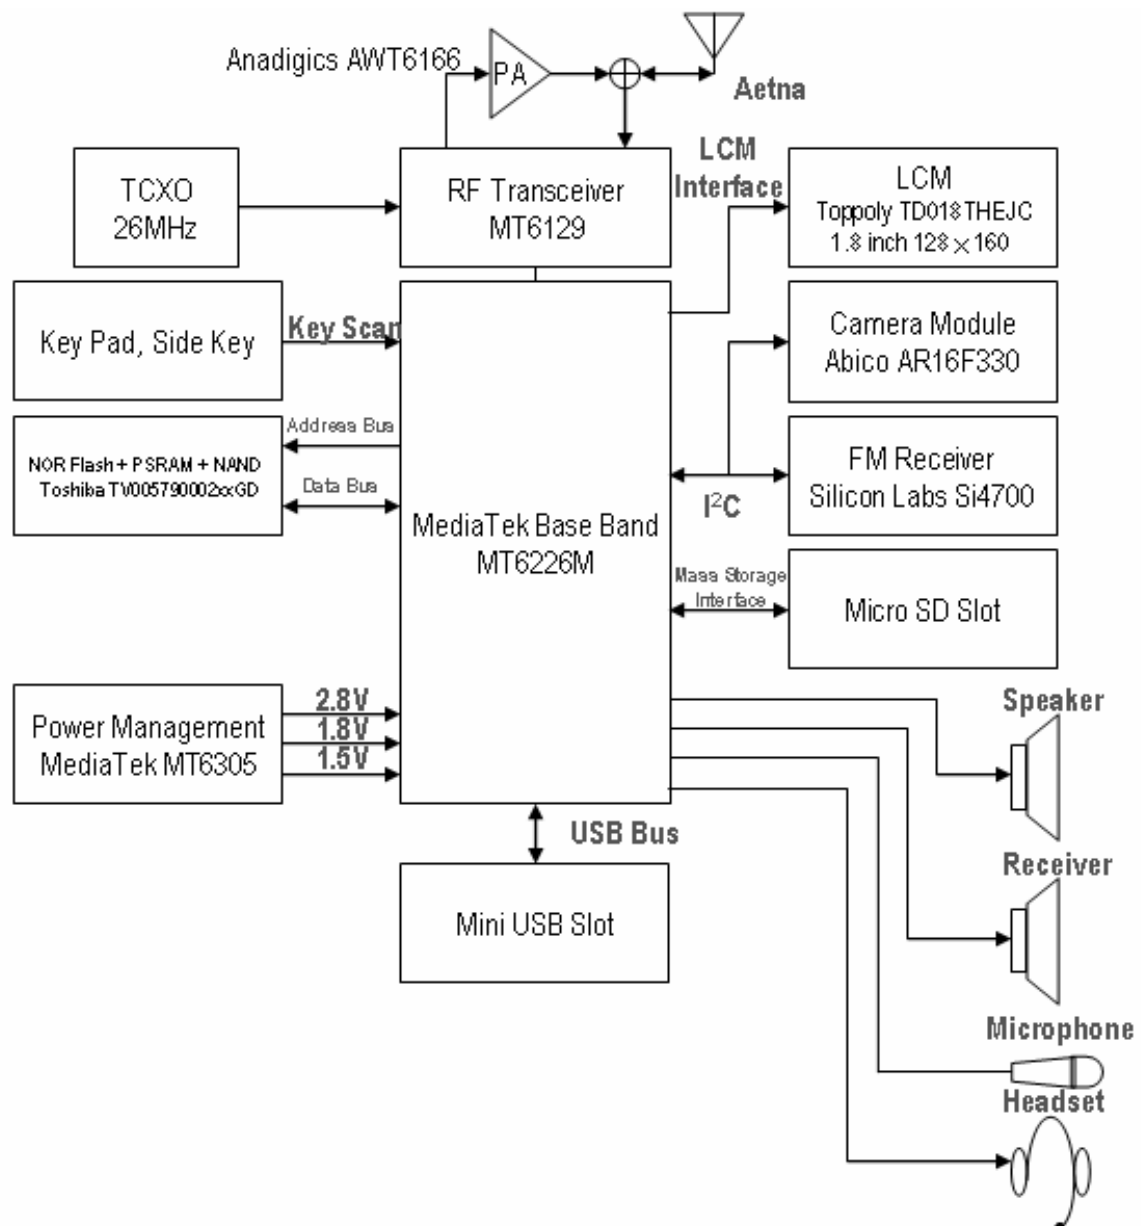 Anadigics AWT6166
PA
Aetna
TCXO
26MHz
RF Transceiver
MT6129
LCM
Interface
LCM
Toppoly TD018THEJC
1.8 inch 128 × 160
Key Pad, Side Key
Key Scan
Camera Module
Abico AR16F330
NOR Flash + PSRAM + NAND
Toshiba TV005790002xxGD
Address Bus
Data Bus
MediaTek Base Band
MT6226M
I²C
FM Receiver
Silicon Labs Si4700
Mass Storage
Interface
Micro SD Slot
Power Management
MediaTek MT6305
2.8V
1.8V
1.5V
Speaker
USB Bus
Mini USB Slot
Receiver
Microphone
Headset